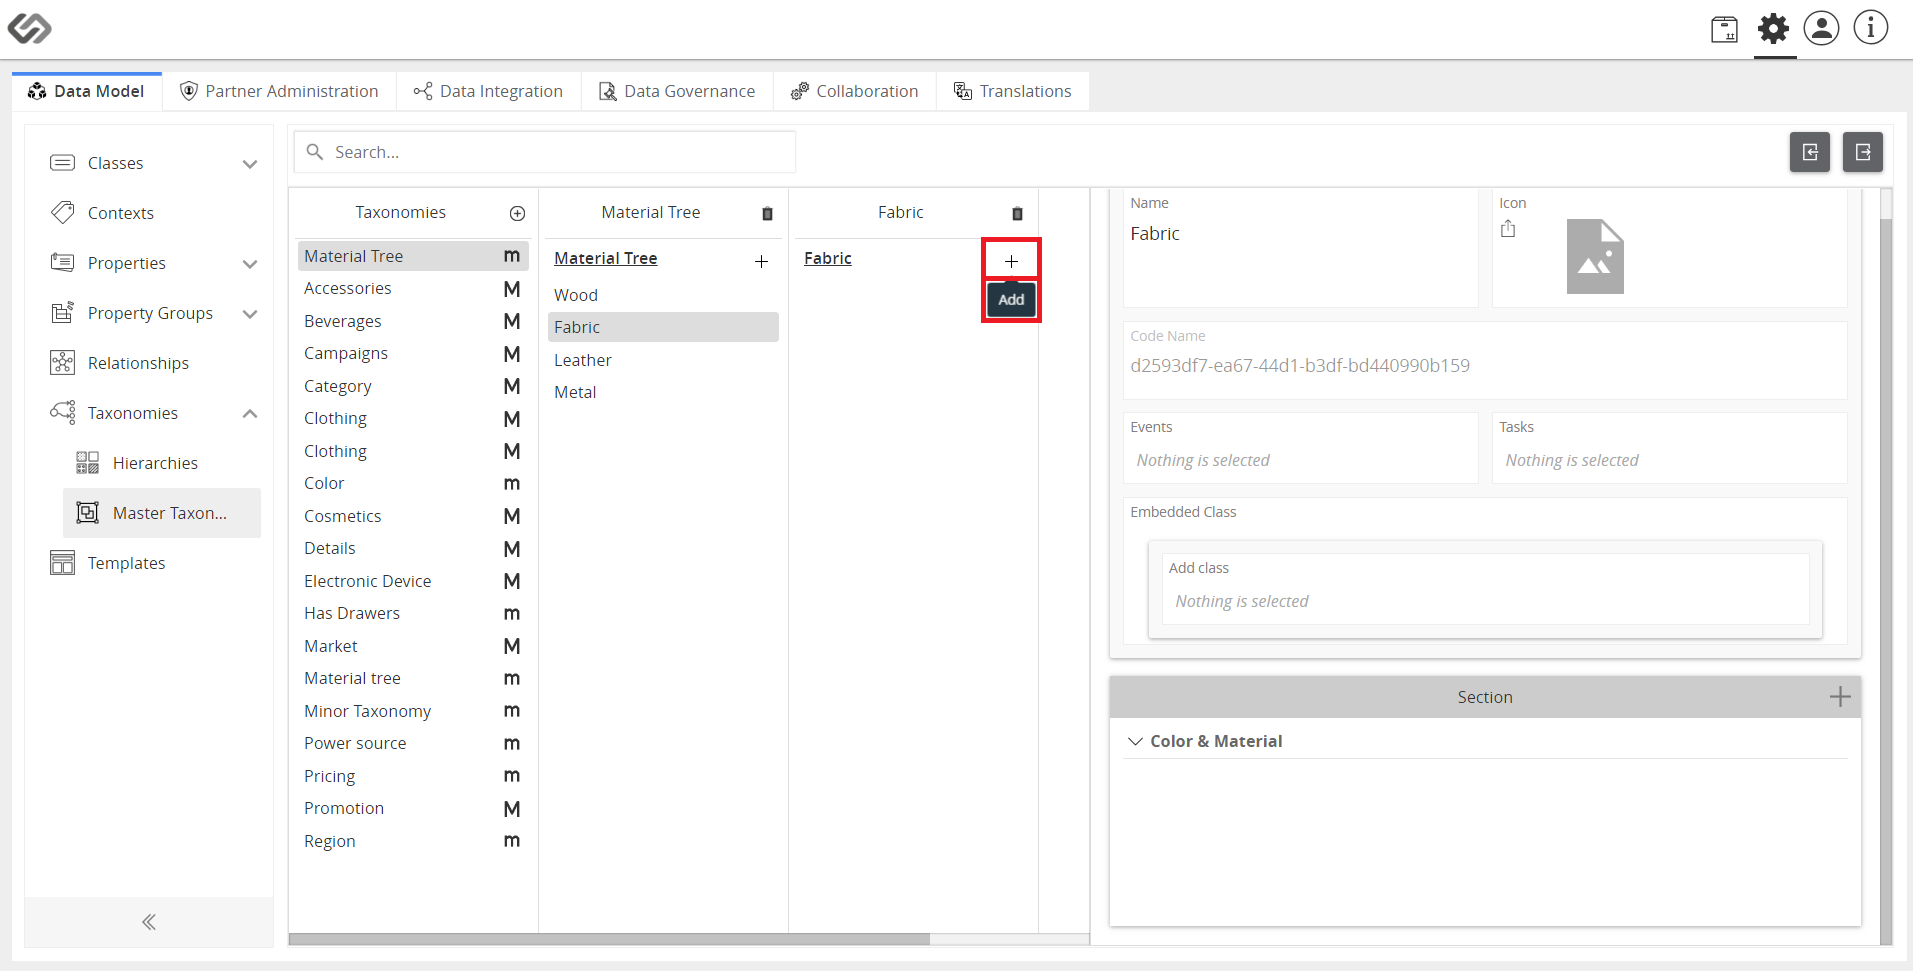 Data Model
Partner Administration
Data Integration
Data Governance
Collaboration
Translations
Classes
Contexts
Properties
Property Groups
Relationships
Taxonomies
Hierarchies
Master Taxon...
Templates
Search...
Taxonomies
Material Tree m
Accessories M
Beverages M
Campaigns M
Category M
Clothing M
Clothing M
Color m
Cosmetics M
Details M
Electronic Device M
Has Drawers m
Market M
Material tree m
Minor Taxonomy m
Power source m
Pricing m
Promotion M
Region m
Material Tree
Material Tree
Wood
Fabric
Leather
Metal
Fabric
Fabric
Add
Name
Fabric
Icon
Code Name
d2593df7-ea67-44d1-b3df-bd440990b159
Events
Nothing is selected
Tasks
Nothing is selected
Embedded Class
Add class
Nothing is selected
Section
Color & Material